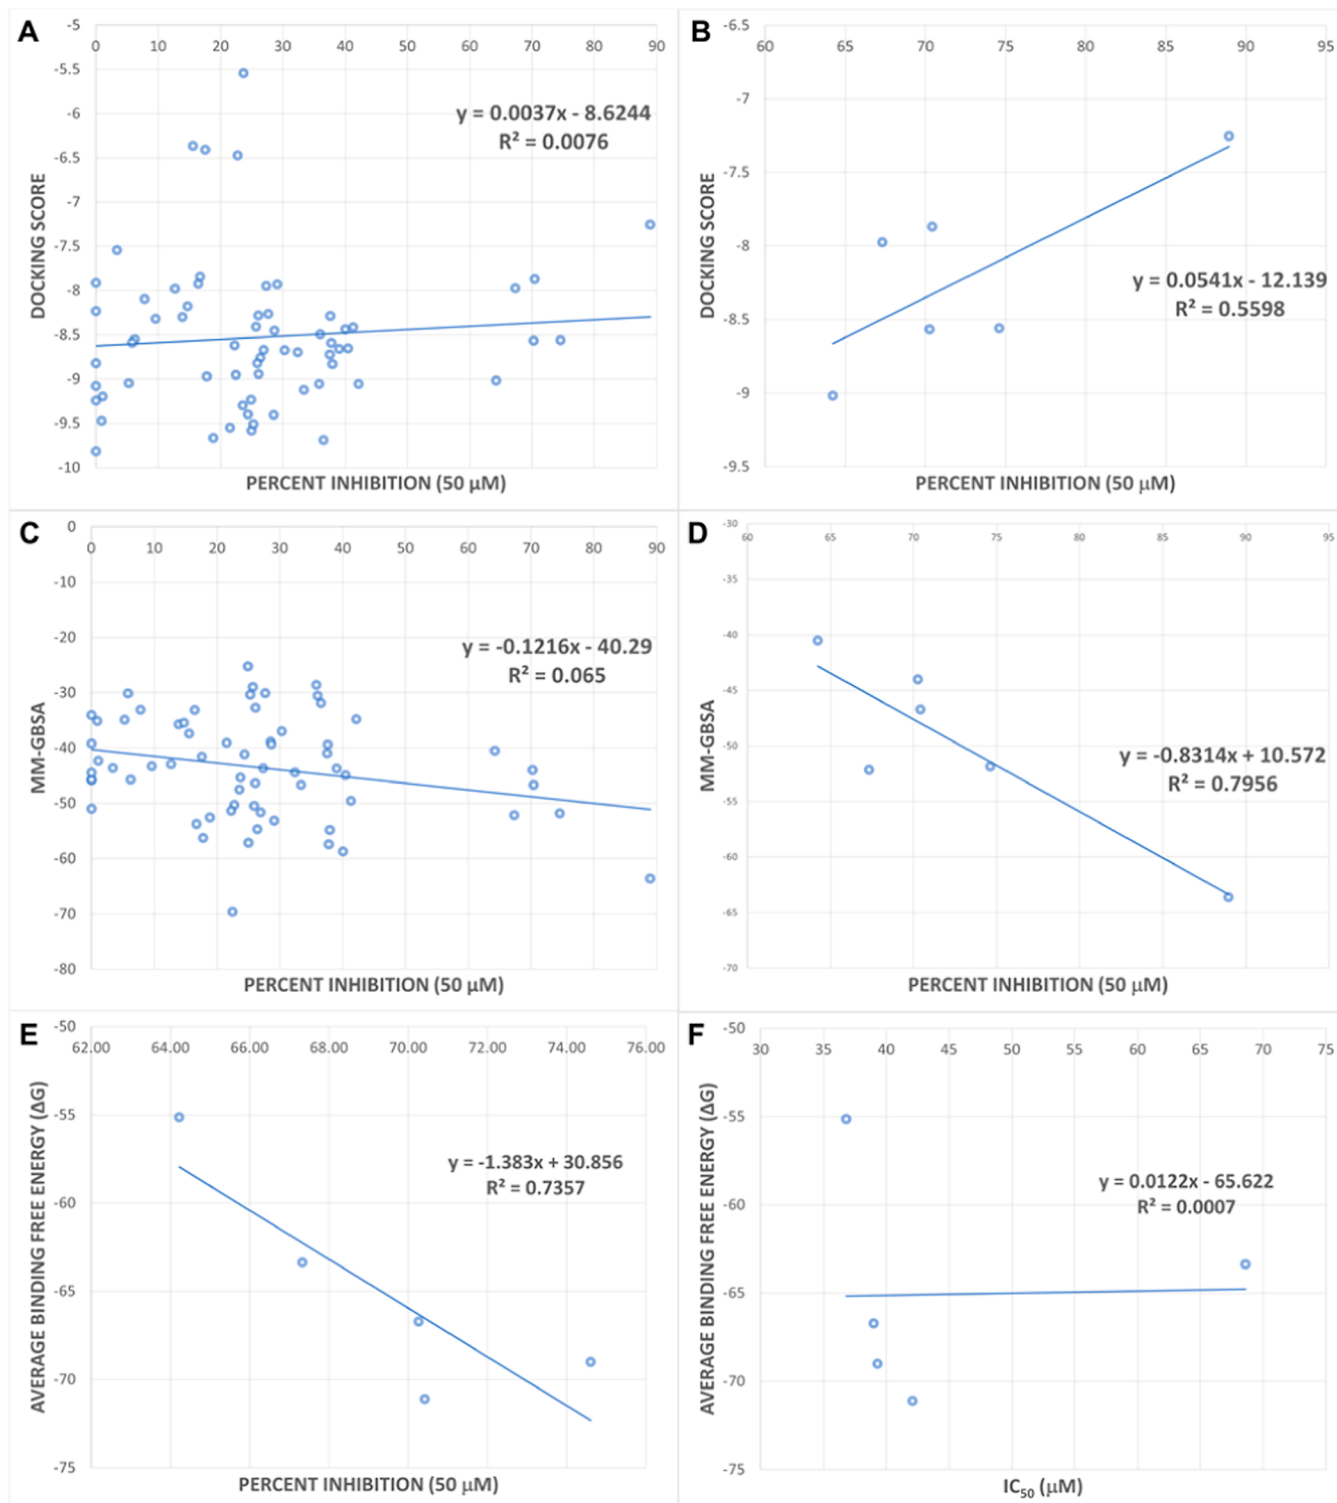 A
-5
0 10 20 30 40 50 60 70 80 90
-5.5
-6
-6.5
-7
-7.5
-8
-8.5
-9
-9.5
-10
y = 0.0037x - 8.6244
R² = 0.0076
DOCKING SCORE
PERCENT INHIBITION (50 µM)
B
-6.5
60 65 70 75 80 85 90 95
-7
-7.5
-8
-8.5
-9
-9.5
y = 0.0541x - 12.139
R² = 0.5598
DOCKING SCORE
PERCENT INHIBITION (50 µM)
C
0
0 10 20 30 40 50 60 70 80 90
-10
-20
-30
-40
-50
-60
-70
-80
y = -0.1216x - 40.29
R² = 0.065
MM-GBSA
PERCENT INHIBITION (50 µM)
D
-30
60 65 70 75 80 85 90 95
-35
-40
-45
-50
-55
-60
-65
-70
y = -0.8314x + 10.572
R² = 0.7956
MM-GBSA
PERCENT INHIBITION (50 µM)
E
-50
62.00 64.00 66.00 68.00 70.00 72.00 74.00 76.00
-55
-60
-65
-70
-75
y = -1.383x + 30.856
R² = 0.7357
AVERAGE BINDING FREE ENERGY (ΔG)
PERCENT INHIBITION (50 µM)
F
-50
30 35 40 45 50 55 60 65 70 75
-55
-60
-65
-70
-75
y = 0.0122x - 65.622
R² = 0.0007
AVERAGE BINDING FREE ENERGY (ΔG)
IC₅₀ (µM)